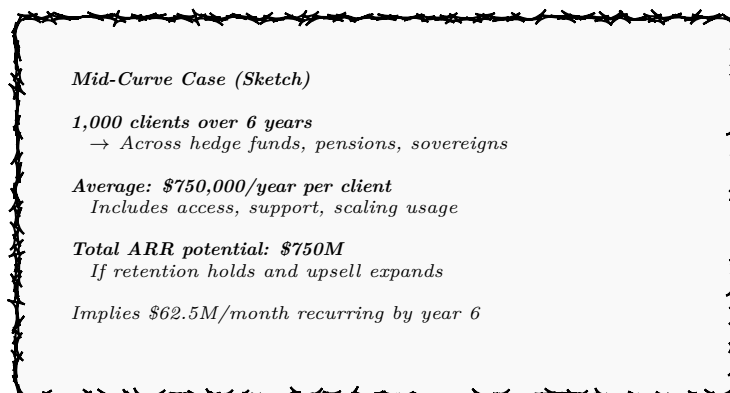 Mid-Curve Case (Sketch)
1,000 clients over 6 years
→ Across hedge funds, pensions, sovereigns
Average: $750,000/year per client
Includes access, support, scaling usage
Total ARR potential: $750M
If retention holds and upsell expands
Implies $62.5M/month recurring by year 6